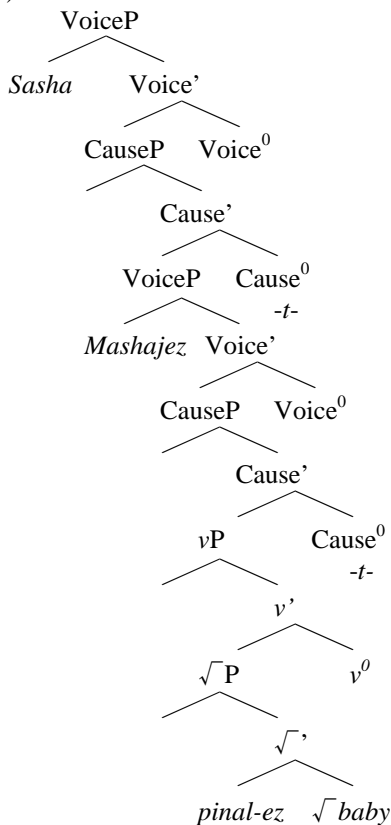 )
VoiceP
Sasha Voice’
CauseP Voice⁰
Cause’
VoiceP Cause⁰
-t-
Mashajez Voice’
CauseP Voice⁰
Cause’
vP Cause⁰
-t-
v’
√P v⁰
√’
pinal-ez √baby